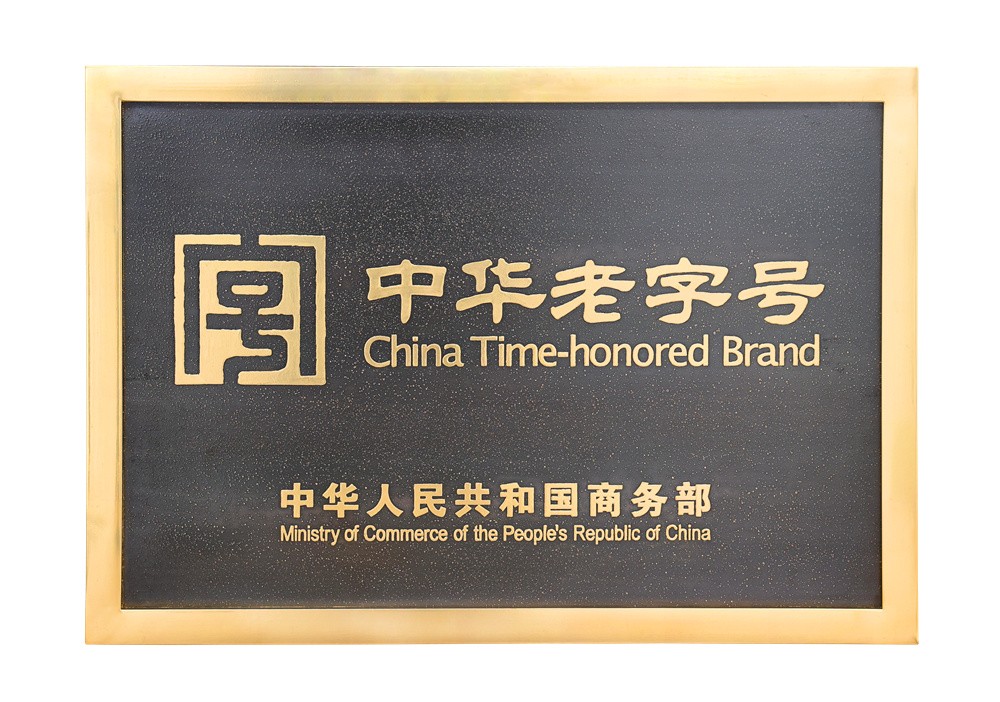 中华老字号
China Time-honored Brand
中华人民共和国商务部
Ministry of Commerce of the People's Republic of China